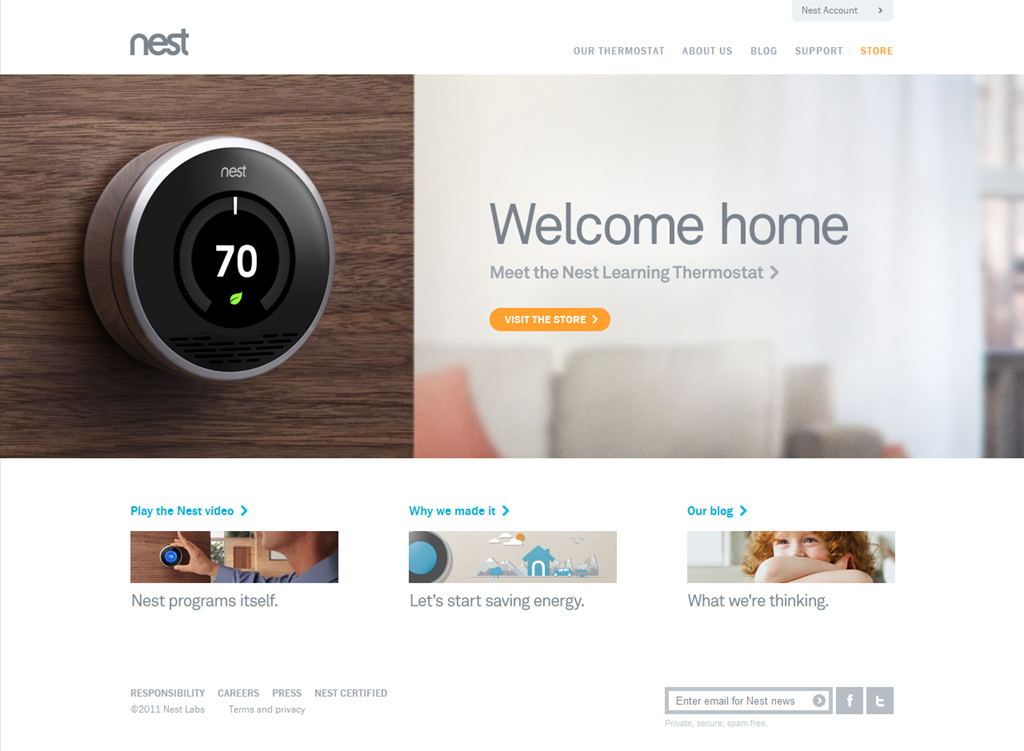 Nest Account
nest
OUR THERMOSTAT ABOUT US BLOG SUPPORT STORE
nest
70
Welcome home
Meet the Nest Learning Thermostat
VISIT THE STORE
Play the Nest video
Why we made it
Our blog
Nest programs itself.
Let's start saving energy.
What we're thinking.
RESPONSIBILITY CAREERS PRESS NEST CERTIFIED
©2011 Nest Labs Terms and privacy
Enter email for Nest news
f t
Private, secure, spam-free.